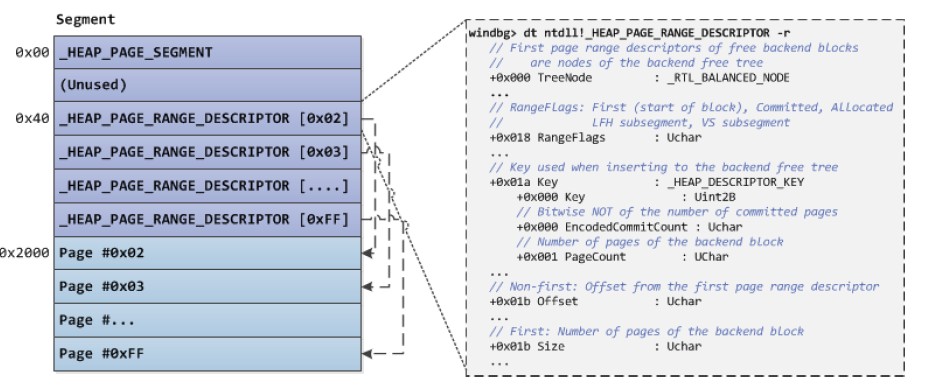 Segment
0x00 _HEAP_PAGE_SEGMENT
(Unused)
0x40 _HEAP_PAGE_RANGE_DESCRIPTOR [0x02]
_HEAP_PAGE_RANGE_DESCRIPTOR [0x03]
_HEAP_PAGE_RANGE_DESCRIPTOR [....]
_HEAP_PAGE_RANGE_DESCRIPTOR [0xFF]
0x2000 Page #0x02
Page #0x03
Page #...
Page #0xFF
windbg> dt ntdll!_HEAP_PAGE_RANGE_DESCRIPTOR -r
// First page range descriptors of free backend blocks
// are nodes of the backend free tree
+0x000 TreeNode : _RTL_BALANCED_NODE
...
// RangeFlags: First (start of block), Committed, Allocated
// LFH subsegment, VS subsegment
+0x018 RangeFlags : Uchar
...
// Key used when inserting to the backend free tree
+0x01a Key : _HEAP_DESCRIPTOR_KEY
+0x000 Key : Uint2B
// Bitwise NOT of the number of committed pages
+0x000 EncodedCommitCount : Uchar
// Number of pages of the backend block
+0x001 PageCount : UChar
...
// Non-first: Offset from the first page range descriptor
+0x01b Offset : Uchar
...
// First: Number of pages of the backend block
+0x01b Size : Uchar
...